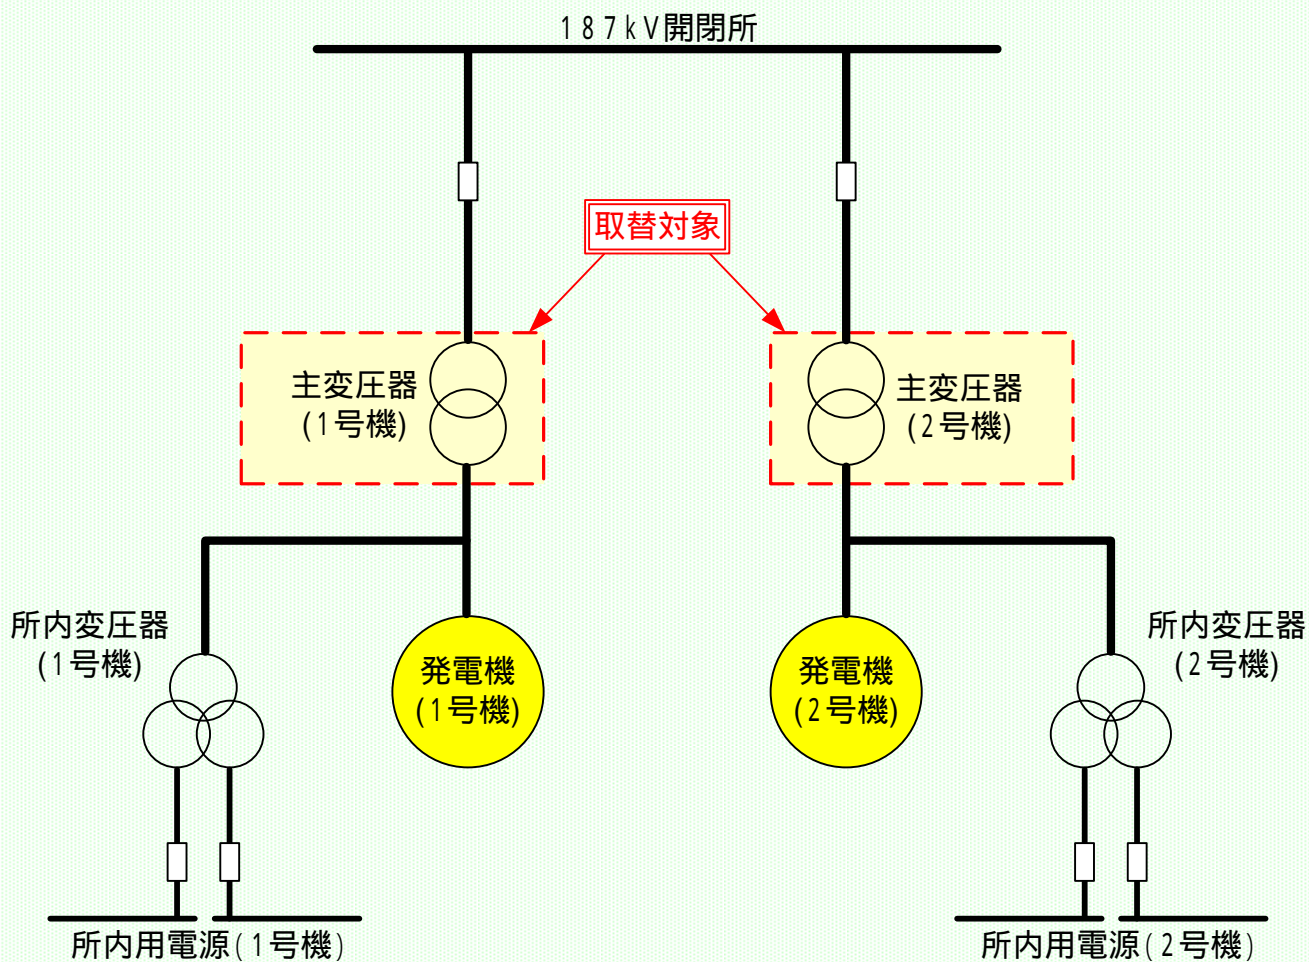 187kV開閉所
取替対象
主変圧器
(1号機)
主変圧器
(2号機)
所内変圧器
(1号機)
発電機
(1号機)
発電機
(2号機)
所内変圧器
(2号機)
所内用電源(1号機)
所内用電源(2号機)